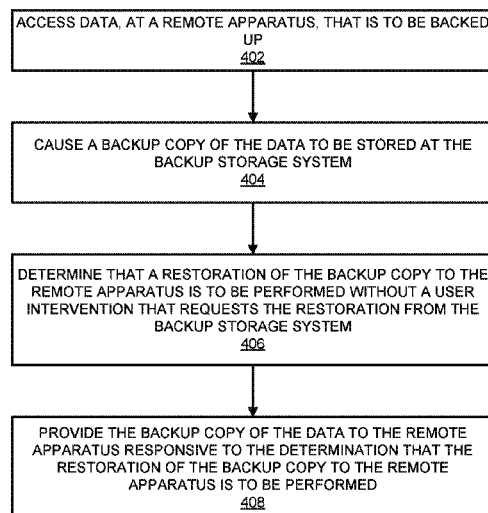 ACCESS DATA, AT A REMOTE APPARATUS, THAT IS TO BE BACKED
UP
402
CAUSE A BACKUP COPY OF THE DATA TO BE STORED AT THE
BACKUP STORAGE SYSTEM
404
DETERMINE THAT A RESTORATION OF THE BACKUP COPY TO THE
REMOTE APPARATUS IS TO BE PERFORMED WITHOUT A USER
INTERVENTION THAT REQUESTS THE RESTORATION FROM THE
BACKUP STORAGE SYSTEM
406
PROVIDE THE BACKUP COPY OF THE DATA TO THE REMOTE
APPARATUS RESPONSIVE TO THE DETERMINATION THAT THE
RESTORATION OF THE BACKUP COPY TO THE REMOTE
APPARATUS IS TO BE PERFORMED
408